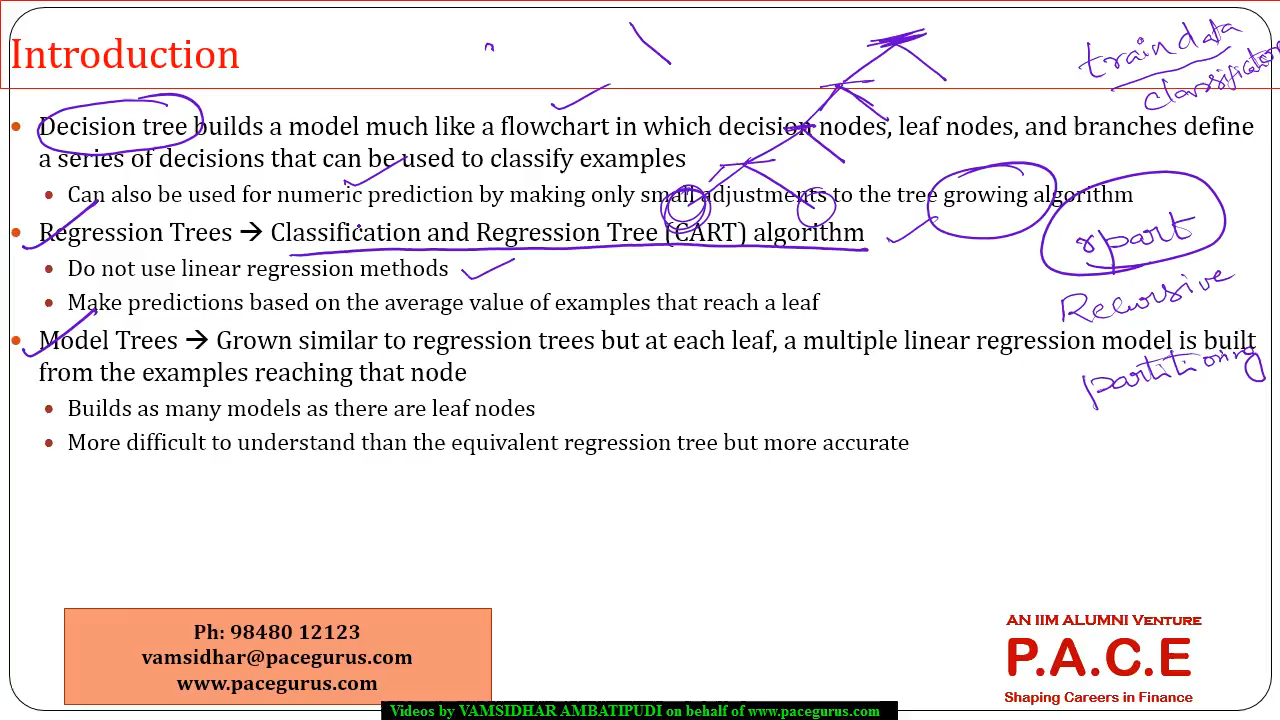 Introduction
train data
classification
• Decision tree builds a model much like a flowchart in which decision nodes, leaf nodes, and branches define
a series of decisions that can be used to classify examples
• Can also be used for numeric prediction by making only small adjustments to the tree growing algorithm
• Regression Trees → Classification and Regression Tree (CART) algorithm
rpart
• Do not use linear regression methods
Recursive
• Make predictions based on the average value of examples that reach a leaf
• Model Trees → Grown similar to regression trees but at each leaf, a multiple linear regression model is built
from the examples reaching that node
partitioning
• Builds as many models as there are leaf nodes
• More difficult to understand than the equivalent regression tree but more accurate
Ph: 98480 12123
vamsidhar@pacegurus.com
www.pacegurus.com
AN IIM ALUMNI VENTURE
P.A.C.E
Shaping Careers in Finance
Videos by VAMSIDHAR AMBATIPUDI on behalf of www.pacegurus.com